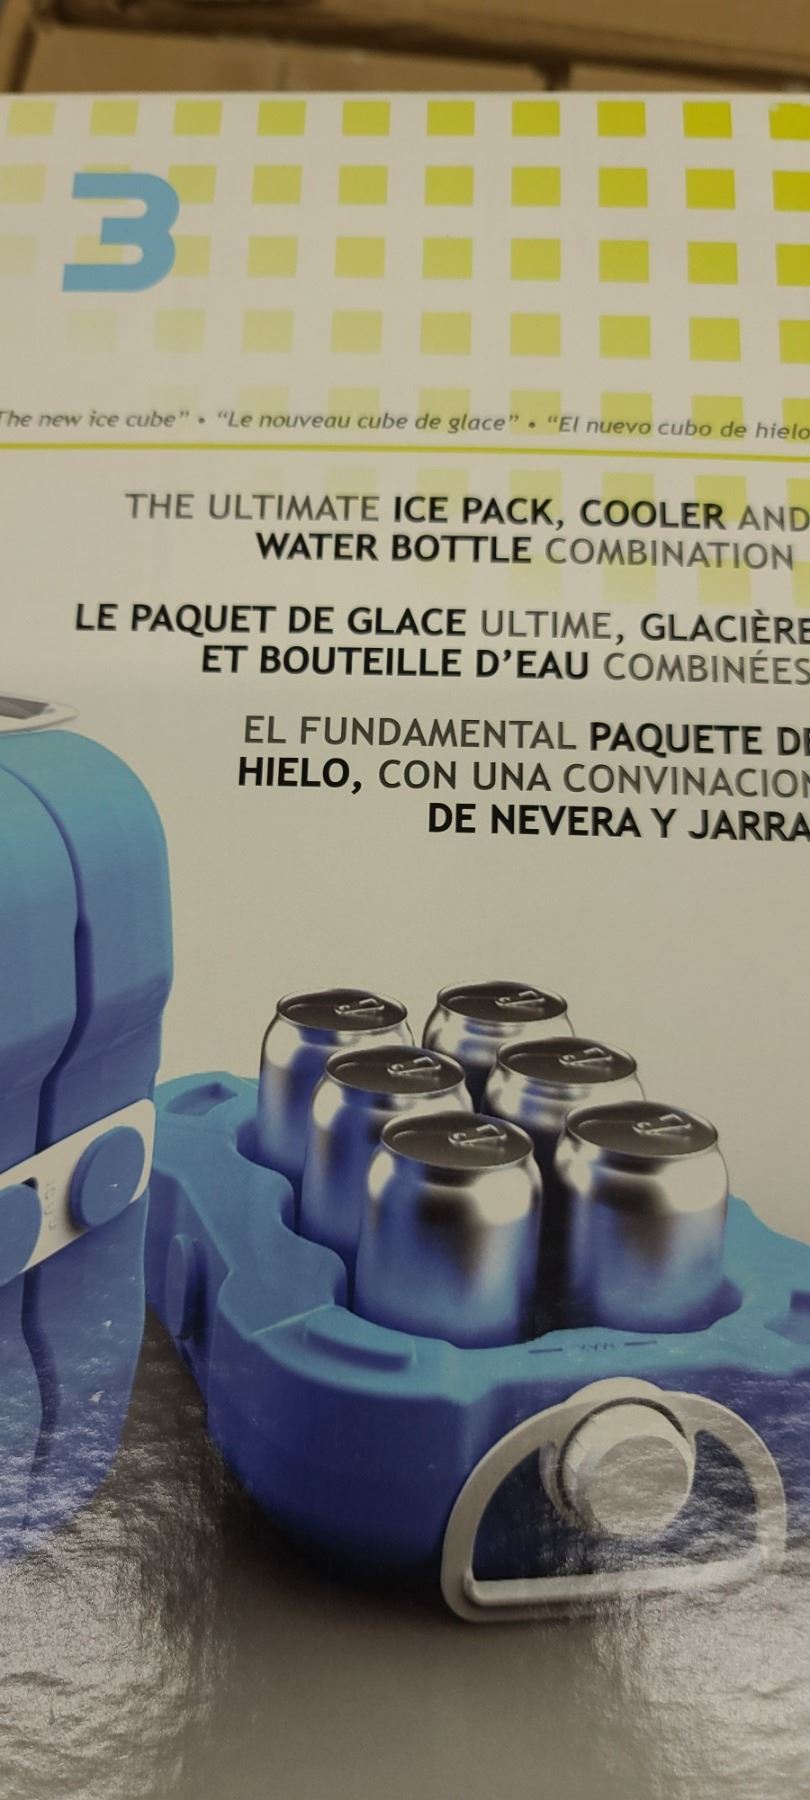 3
The new ice cube" • "Le nouveau cube de glace" • "El nuevo cubo de hielo
THE ULTIMATE ICE PACK, COOLER AND
WATER BOTTLE COMBINATION
LE PAQUET DE GLACE ULTIME, GLACIÈRE
ET BOUTEILLE D'EAU COMBINÉES
EL FUNDAMENTAL PAQUETE DE
HIELO, CON UNA CONVINACION
DE NEVERA Y JARRA